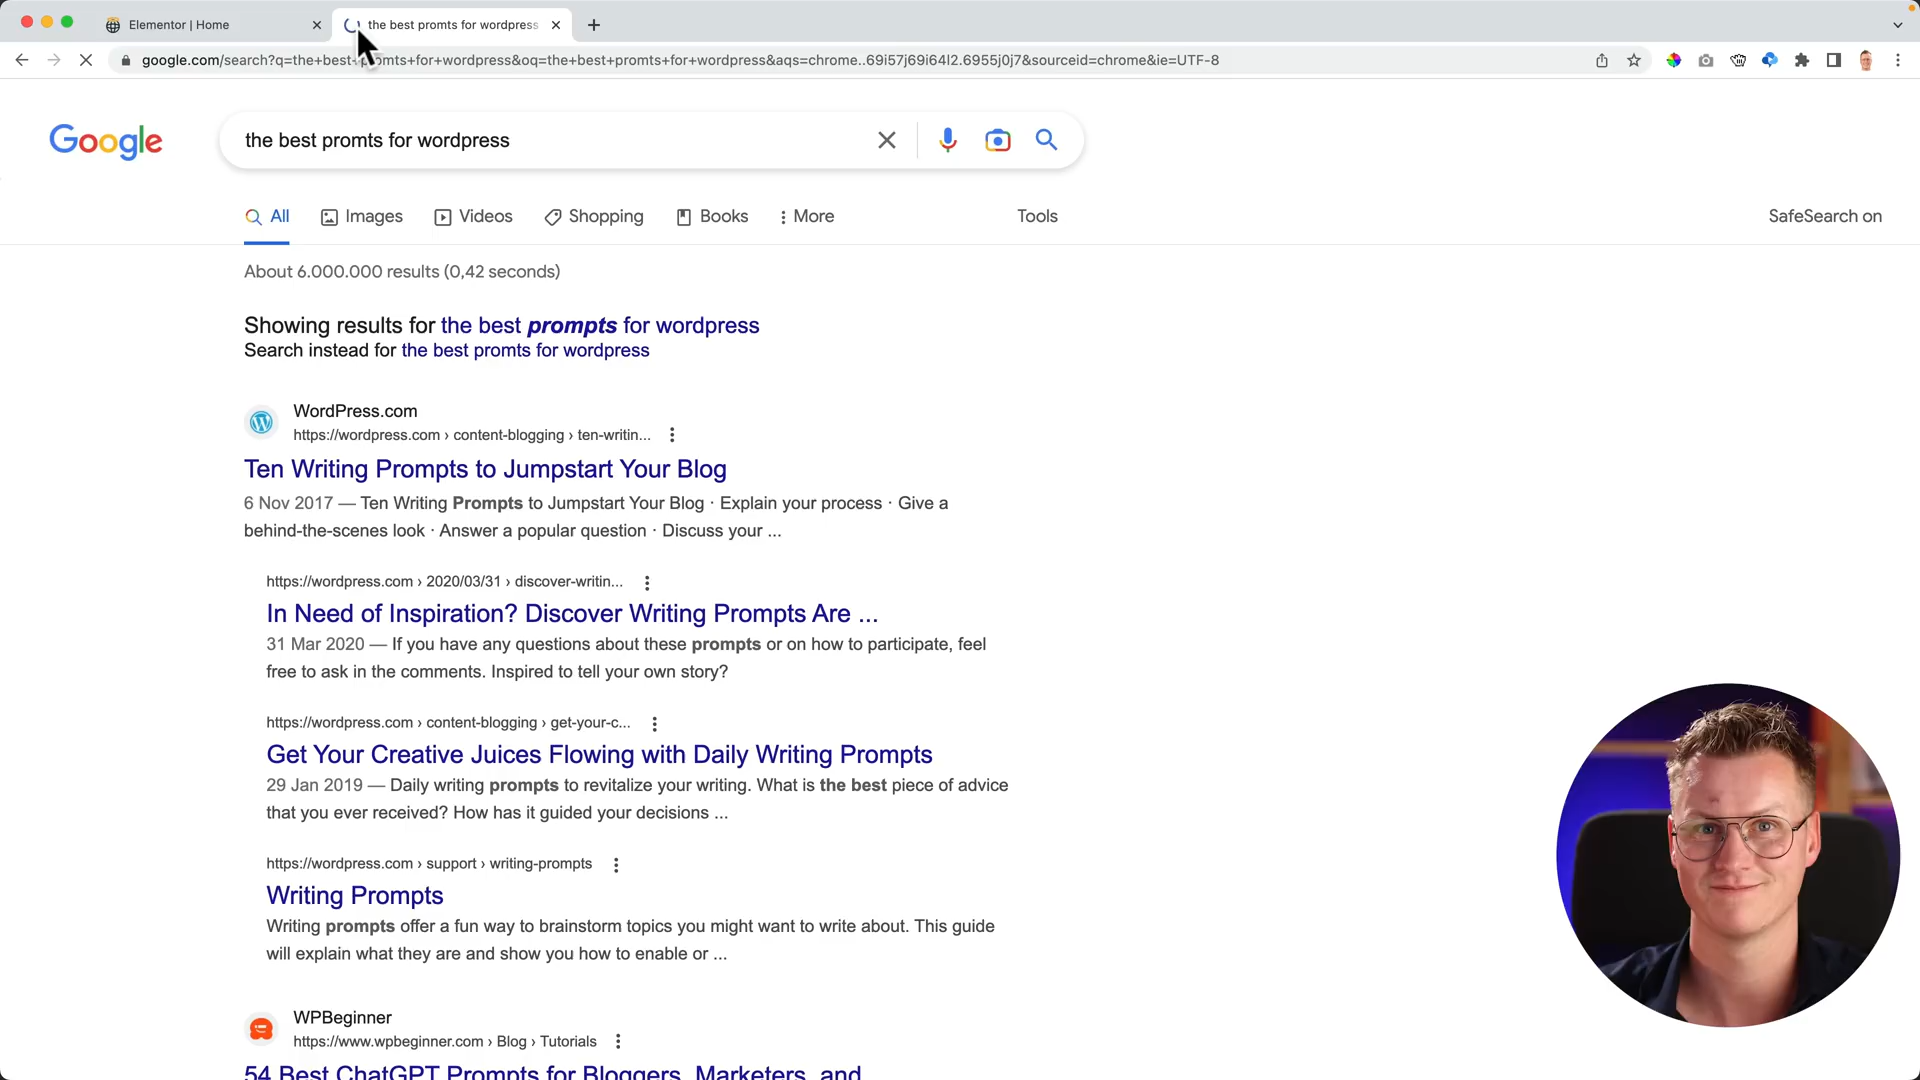 Elementor | Home
the best promts for wordpress
google.com/search?q=the+best+promts+for+wordpress&oq=the+best+promts+for+wordpress&aqs=chrome..69i57j69i64l2.6955j0j7&sourceid=chrome&ie=UTF-8
Google
the best promts for wordpress
All Images Videos Shopping Books More Tools SafeSearch on
About 6.000.000 results (0,42 seconds)
Showing results for the best prompts for wordpress
Search instead for the best promts for wordpress
WordPress.com
https://wordpress.com › content-blogging › ten-writin...
Ten Writing Prompts to Jumpstart Your Blog
6 Nov 2017 — Ten Writing Prompts to Jumpstart Your Blog · Explain your process · Give a
behind-the-scenes look · Answer a popular question · Discuss your ...
https://wordpress.com › 2020/03/31 › discover-writin...
In Need of Inspiration? Discover Writing Prompts Are ...
31 Mar 2020 — If you have any questions about these prompts or on how to participate, feel
free to ask in the comments. Inspired to tell your own story?
https://wordpress.com › content-blogging › get-your-c...
Get Your Creative Juices Flowing with Daily Writing Prompts
29 Jan 2019 — Daily writing prompts to revitalize your writing. What is the best piece of advice
that you ever received? How has it guided your decisions ...
https://wordpress.com › support › writing-prompts
Writing Prompts
Writing prompts offer a fun way to brainstorm topics you might want to write about. This guide
will explain what they are and show you how to enable or ...
WPBeginner
https://www.wpbeginner.com › Blog › Tutorials
54 Best ChatGPT Prompts for Bloggers, Marketers, and